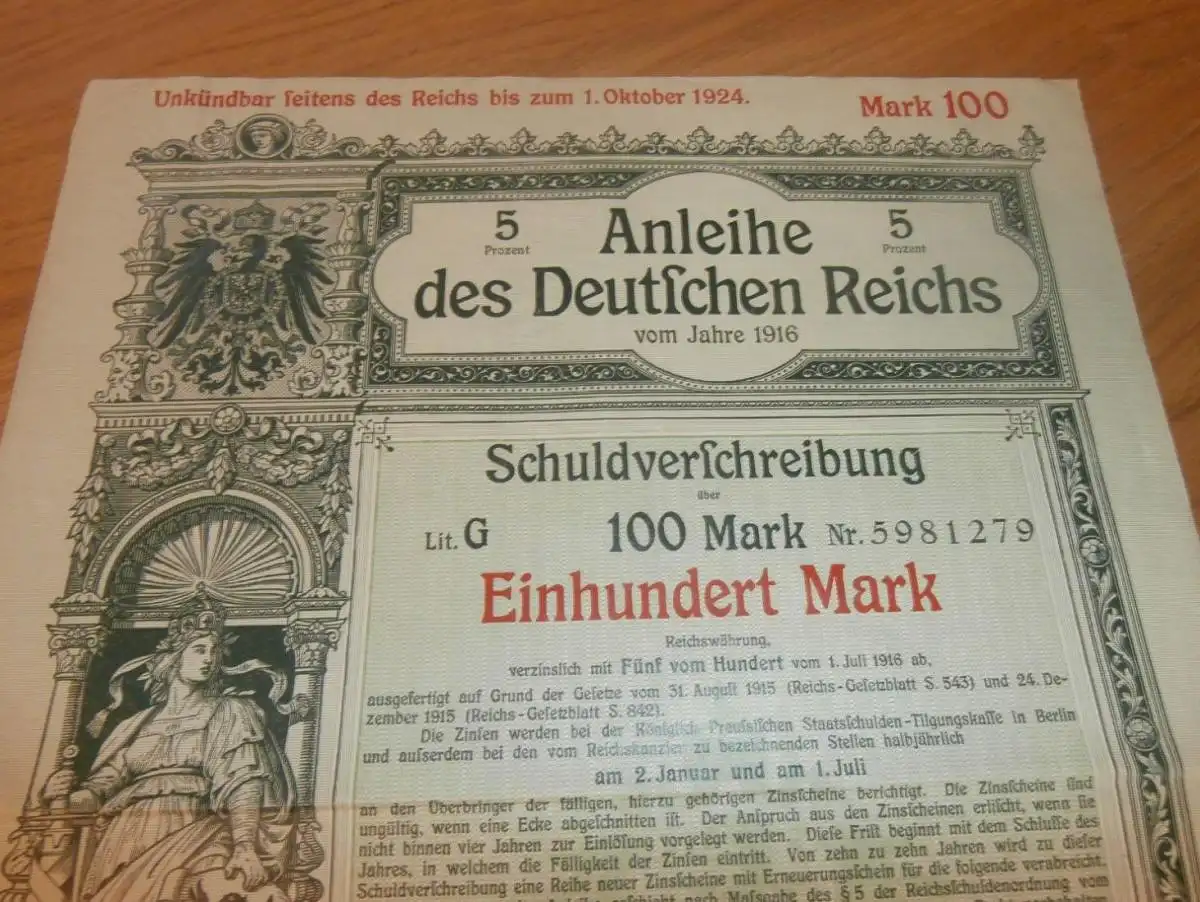 Unkündbar ſeitens des Reichs bis zum 1. Oktober 1924.
Mark 100
5 Prozent
Anleihe
5 Prozent
des Deutſchen Reichs
vom Jahre 1916
Schuldverſchreibung
über
Lit. G 100 Mark Nr. 5981279
Einhundert Mark
Reichswährung,
verzinslich mit Fünf vom Hundert vom 1. Juli 1916 ab,
ausgefertigt auf Grund der Geſetze vom 31. Auguſt 1915 (Reichs-Geſetzblatt S. 543) und 24. De-
zember 1915 (Reichs-Geſetzblatt S. 842).
Die Zinſen werden bei der Königlich Preuſsiſchen Staatsſchulden-Tilgungskaſſe in Berlin
und auſserdem bei den vom Reichskanzler zu bezeichnenden Stellen halbjährlich
am 2. Januar und am 1. Juli
an den Überbringer der fälligen, hierzu gehörigen Zinsſcheine berichtigt. Die Zinsſcheine ſind
ungültig, wenn eine Ecke abgeſchnitten iſt. Der Anſpruch aus den Zinsſcheinen erliſcht, wenn ſie
nicht binnen vier Jahren zur Einlöſung vorgelegt werden. Dieſe Friſt beginnt mit dem Schluſſe des
Jahres, in welchem die Fälligkeit der Zinſen eintritt. Von zehn zu zehn Jahren wird zu dieſer
Schuldverſchreibung eine Reihe neuer Zinsſcheine mit Erneuerungsſchein für die folgende verabreicht.
geſchieht nach Maſsgabe des § 5 der Reichsſchuldenordnung vom